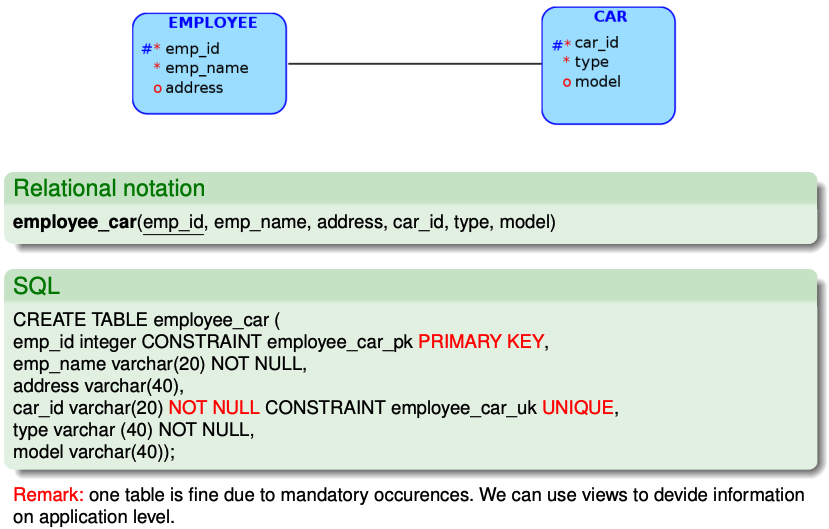 EMPLOYEE
#* emp_id
* emp_name
o address
CAR
#* car_id
* type
o model
Relational notation
employee_car(emp_id, emp_name, address, car_id, type, model)
SQL
CREATE TABLE employee_car (
emp_id integer CONSTRAINT employee_car_pk PRIMARY KEY,
emp_name varchar(20) NOT NULL,
address varchar(40),
car_id varchar(20) NOT NULL CONSTRAINT employee_car_uk UNIQUE,
type varchar (40) NOT NULL,
model varchar(40));
Remark: one table is fine due to mandatory occurences. We can use views to devide information
on application level.